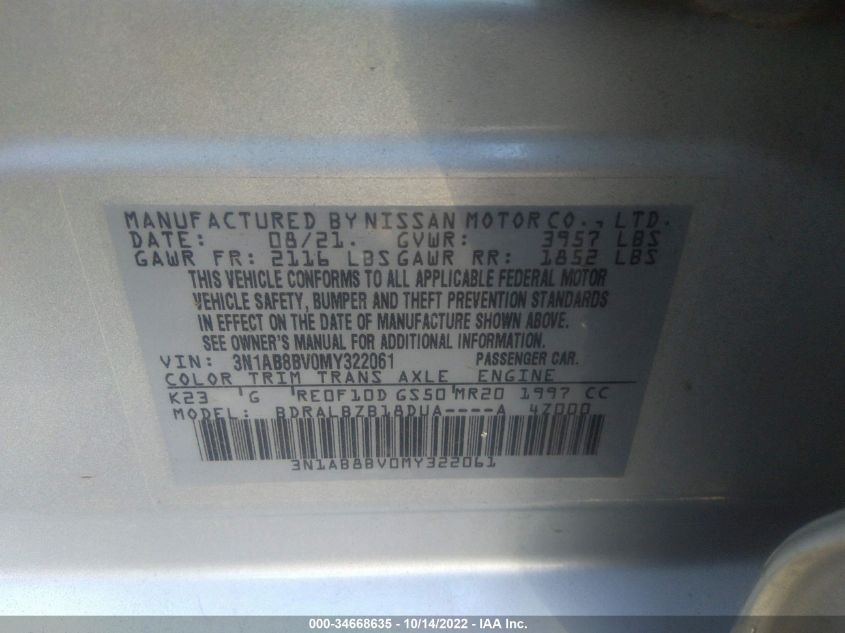 MANUFACTURED BY NISSAN MOTOR CO., LTD.
DATE: 08/21. GVWR: 3957 LBS
GAWR FR: 2116 LBS GAWR RR: 1852 LBS
THIS VEHICLE CONFORMS TO ALL APPLICABLE FEDERAL MOTOR
VEHICLE SAFETY, BUMPER AND THEFT PREVENTION STANDARDS
IN EFFECT ON THE DATE OF MANUFACTURE SHOWN ABOVE.
SEE OWNER'S MANUAL FOR ADDITIONAL INFORMATION.
VIN: 3N1AB8BV0MY322061 PASSENGER CAR.
COLOR TRIM TRANS AXLE ENGINE
K23 G RE0F10D GS50 MR20 1997 CC
MODEL: BDRALBZB18DUA----A 4Z000
3N1AB8BV0MY322061
000-34668635 - 10/14/2022 - IAA Inc.